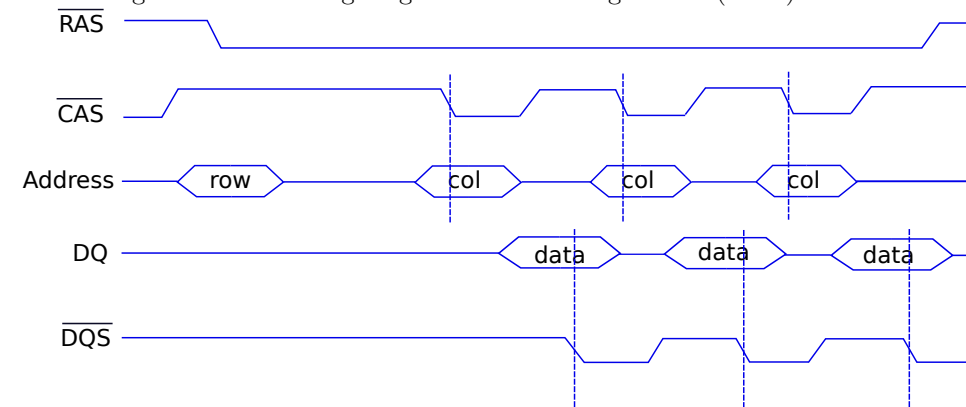 RAS
CAS
Address row col col col
DQ data data data
DQS